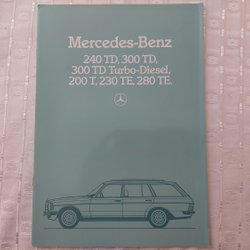 Mercedes-Benz
240 TD, 300 TD,
300 TD Turbo-Diesel,
200 T, 230 TE, 280 TE.